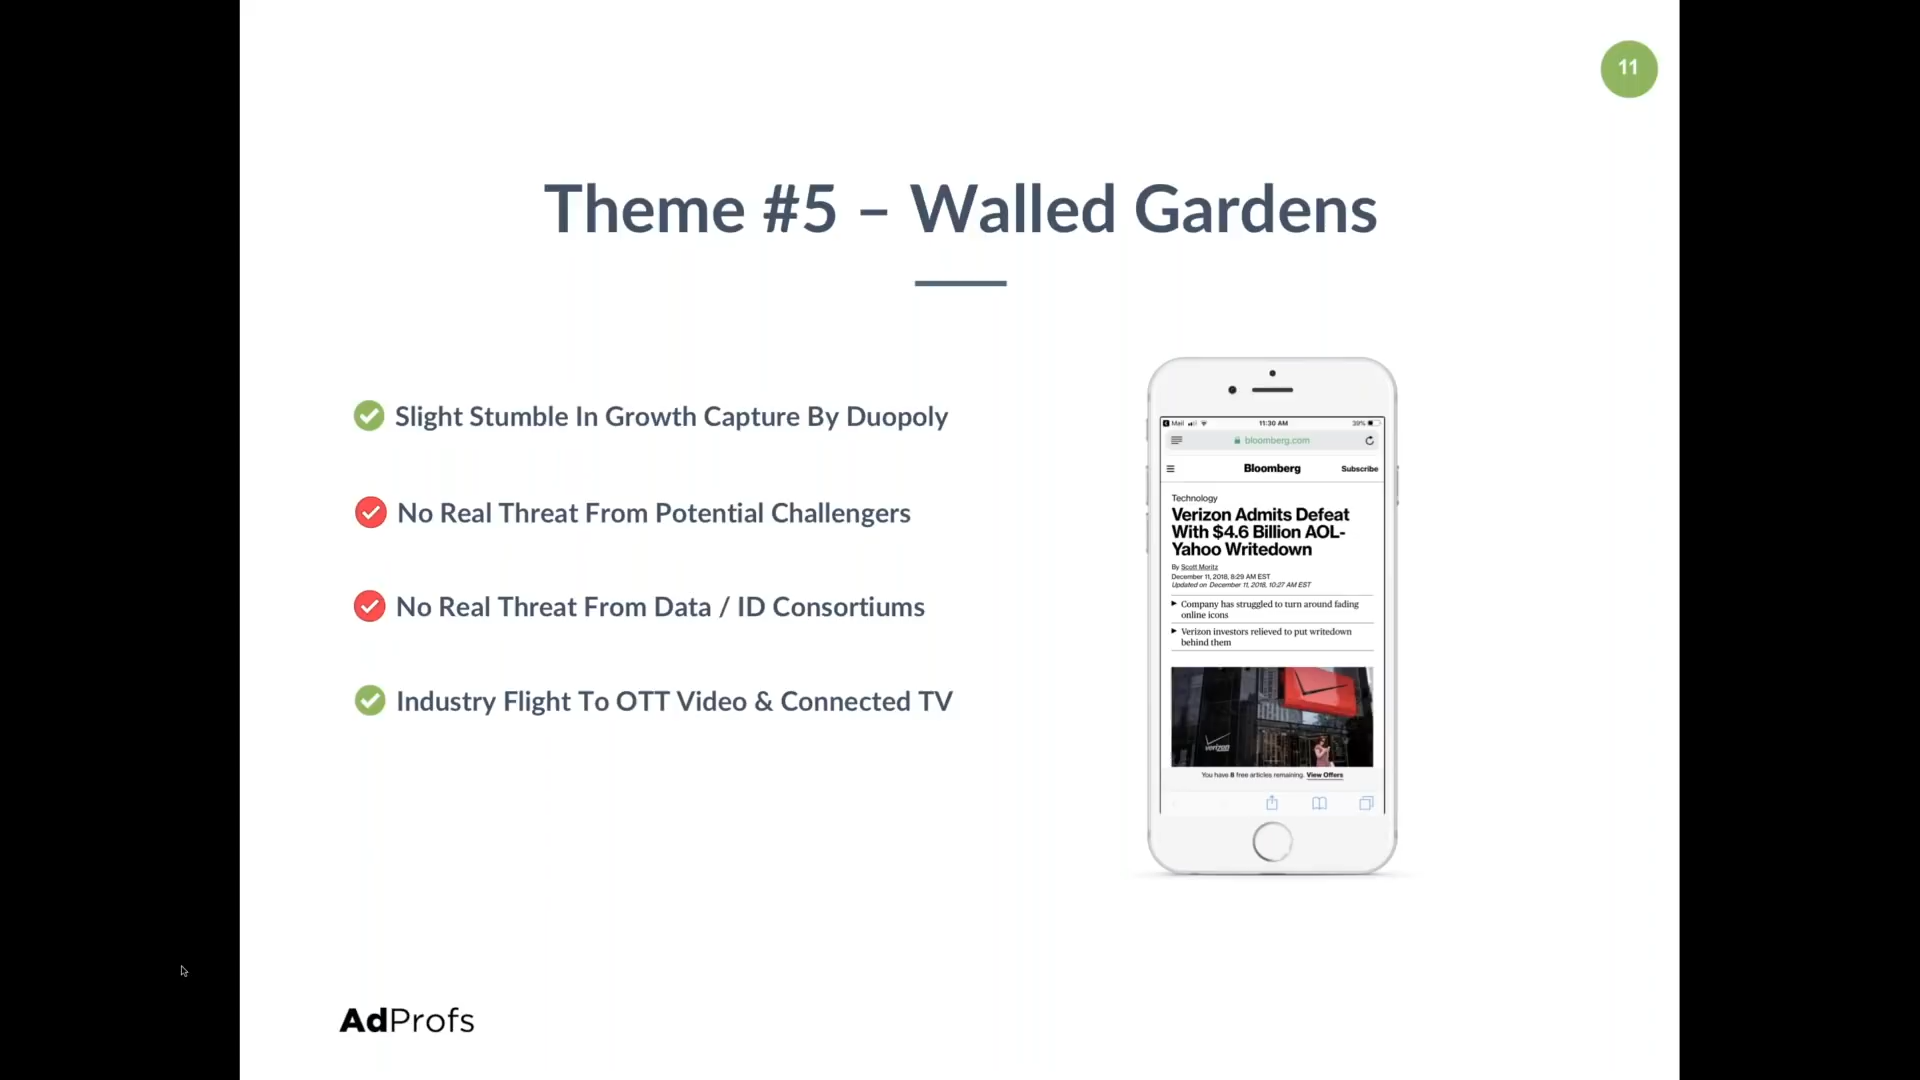 11
Theme #5 – Walled Gardens
Slight Stumble In Growth Capture By Duopoly
No Real Threat From Potential Challengers
No Real Threat From Data / ID Consortiums
Industry Flight To OTT Video & Connected TV
Mail
11:30 AM
39%
bloomberg.com
Bloomberg
Subscribe
Technology
Verizon Admits Defeat
With $4.6 Billion AOL-
Yahoo Writedown
By Scott Moritz
December 11, 2018, 8:29 AM EST
Updated on December 11, 2018, 10:27 AM EST
Company has struggled to turn around fading
online icons
Verizon investors relieved to put writedown
behind them
verizon
You have 8 free articles remaining. View Offers
AdProfs